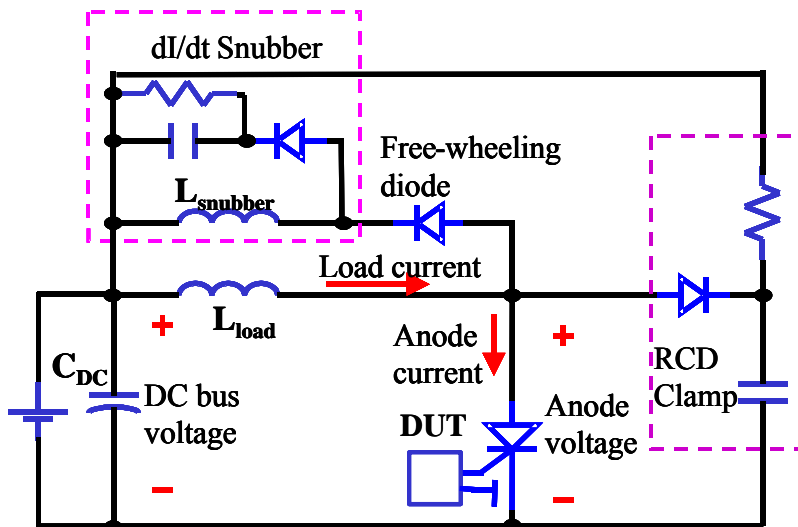 dI/dt Snubber
Free-wheeling
diode
Lsnubber
Load current
+
Lload
Anode
current
+
RCD
Clamp
CDC
DC bus
voltage
DUT
Anode
voltage
−
−